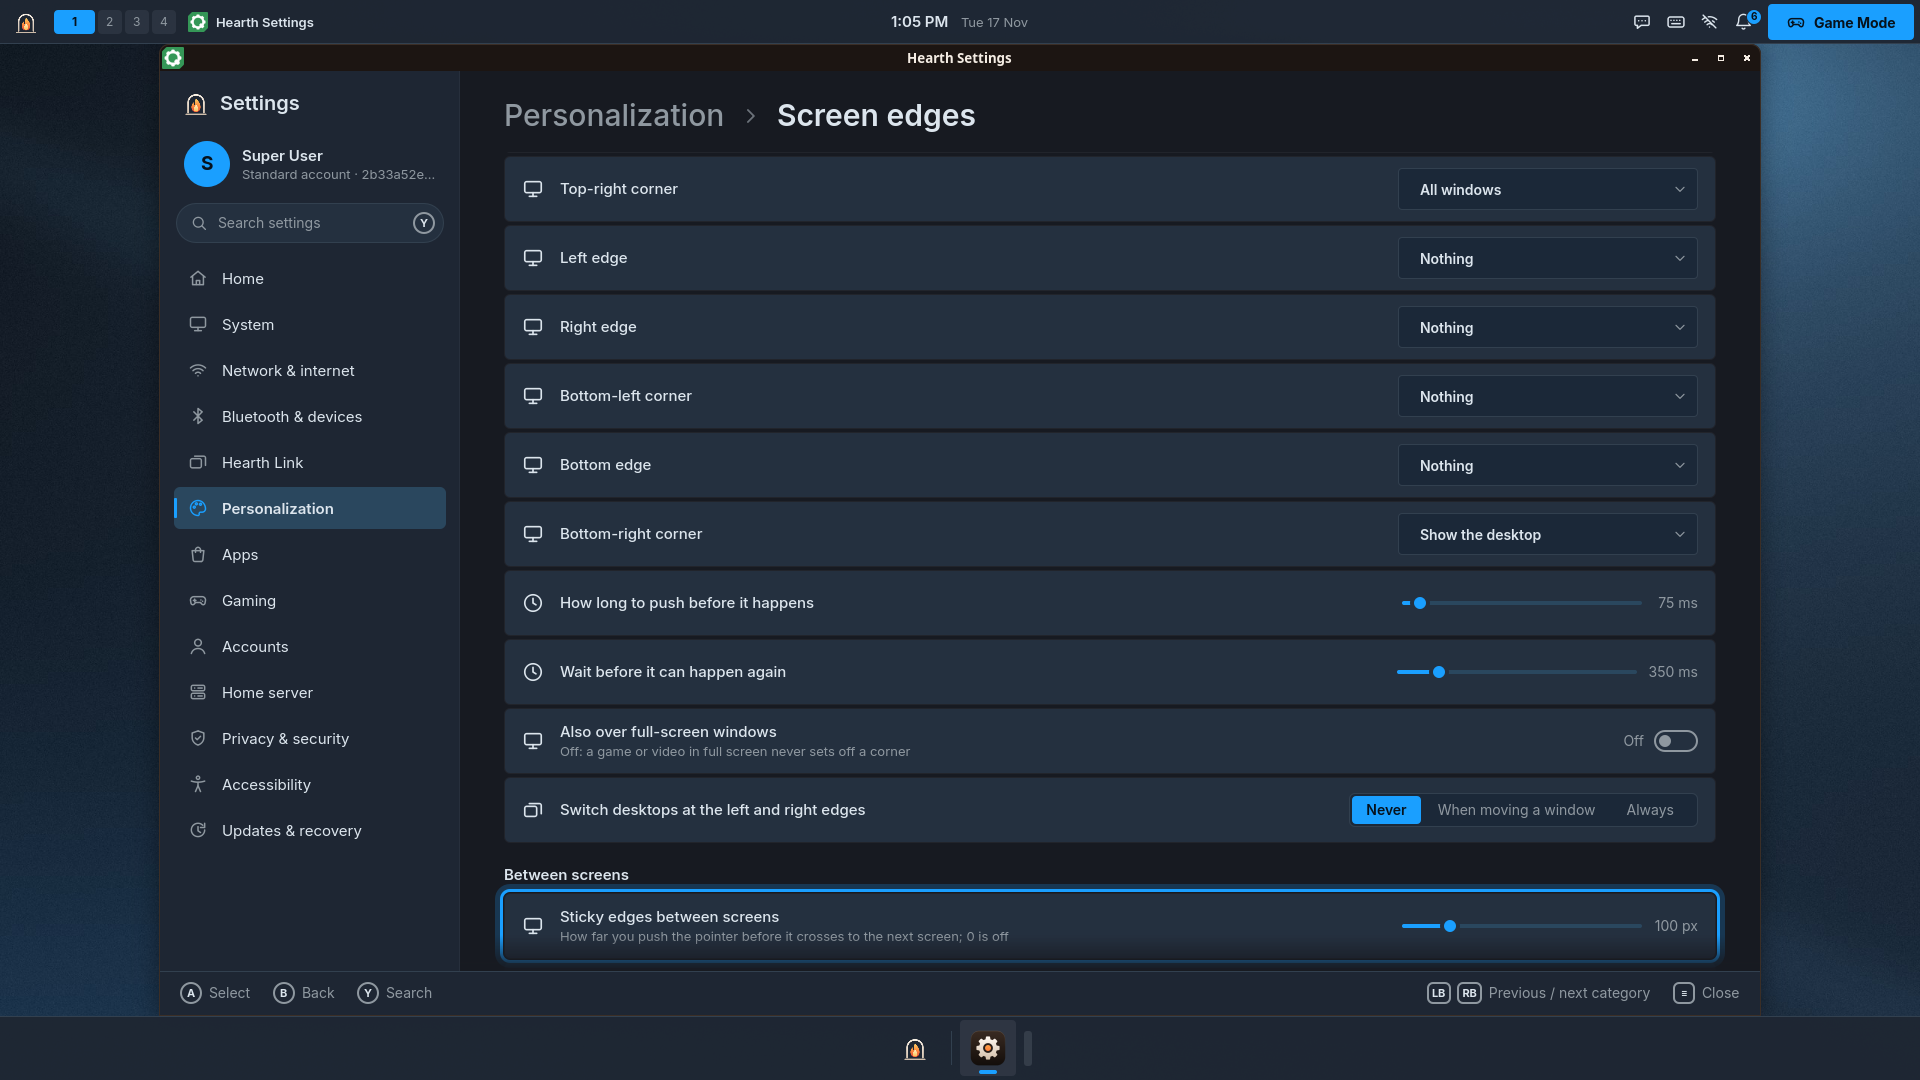 1 2 3 4 Hearth Settings 1:05 PM Tue 17 Nov 6 Game Mode
Hearth Settings
Settings
S Super User
Standard account · 2b33a52e...
Search settings Y
Home
System
Network & internet
Bluetooth & devices
Hearth Link
Personalization
Apps
Gaming
Accounts
Home server
Privacy & security
Accessibility
Updates & recovery
Personalization > Screen edges
Top-right corner All windows
Left edge Nothing
Right edge Nothing
Bottom-left corner Nothing
Bottom edge Nothing
Bottom-right corner Show the desktop
How long to push before it happens 75 ms
Wait before it can happen again 350 ms
Also over full-screen windows
Off: a game or video in full screen never sets off a corner
Off
Switch desktops at the left and right edges Never When moving a window Always
Between screens
Sticky edges between screens
How far you push the pointer before it crosses to the next screen; 0 is off
100 px
A Select B Back Y Search LB RB Previous / next category Close